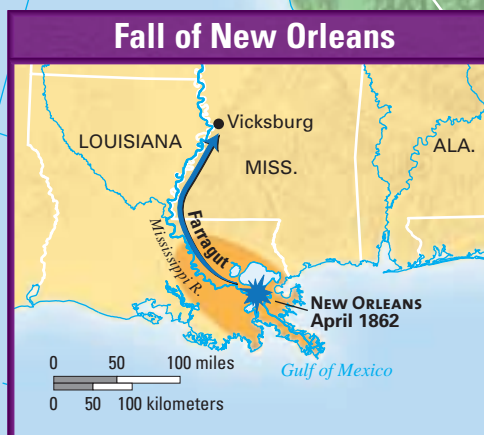 Fall of New Orleans
Vicksburg
LOUISIANA
MISS.
ALA.
Farragut
Mississippi R.
NEW ORLEANS
April 1862
Gulf of Mexico
0 50 100 miles
0 50 100 kilometers